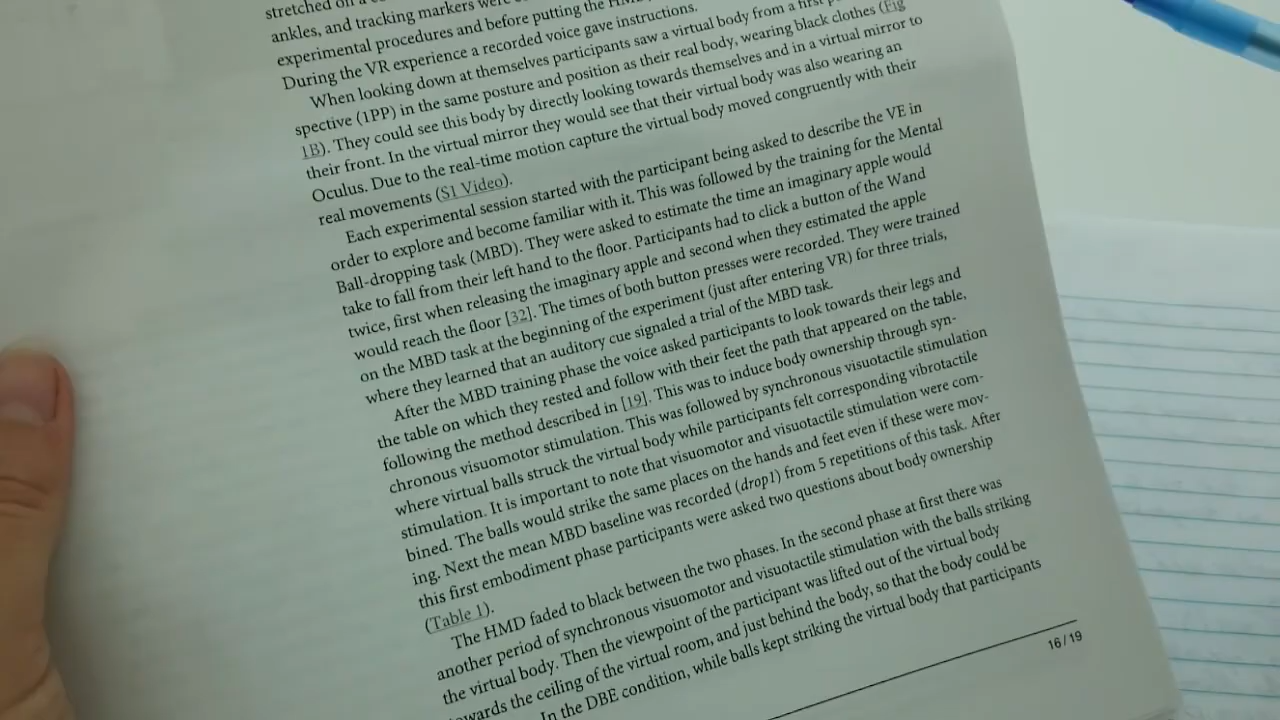 stretched on a
ankles, and tracking markers were
experimental procedures and before putting the HMD
During the VR experience a recorded voice gave instructions.
When looking down at themselves participants saw a virtual body from a first
spective (1PP) in the same posture and position as their real body, wearing black clothes (Fig
1B). They could see this body by directly looking towards themselves and in a virtual mirror to
their front. In the virtual mirror they would see that their virtual body was also wearing an
Oculus. Due to the real-time motion capture the virtual body moved congruently with their
real movements (S1 Video).
Each experimental session started with the participant being asked to describe the VE in
order to explore and become familiar with it. This was followed by the training for the Mental
Ball-dropping task (MBD). They were asked to estimate the time an imaginary apple would
take to fall from their left hand to the floor. Participants had to click a button of the Wand
twice, first when releasing the imaginary apple and second when they estimated the apple
would reach the floor [32]. The times of both button presses were recorded. They were trained
on the MBD task at the beginning of the experiment (just after entering VR) for three trials,
where they learned that an auditory cue signaled a trial of the MBD task.
After the MBD training phase the voice asked participants to look towards their legs and
the table on which they rested and follow with their feet the path that appeared on the table,
following the method described in [19]. This was to induce body ownership through syn-
chronous visuomotor stimulation. This was followed by synchronous visuotactile stimulation
where virtual balls struck the virtual body while participants felt corresponding vibrotactile
stimulation. It is important to note that visuomotor and visuotactile stimulation were com-
bined. The balls would strike the same places on the hands and feet even if these were mov-
ing. Next the mean MBD baseline was recorded (drop1) from 5 repetitions of this task. After
this first embodiment phase participants were asked two questions about body ownership
(Table 1).
The HMD faded to black between the two phases. In the second phase at first there was
another period of synchronous visuomotor and visuotactile stimulation with the balls striking
the virtual body. Then the viewpoint of the participant was lifted out of the virtual body
towards the ceiling of the virtual room, and just behind the body, so that the body could be
In the DBE condition, while balls kept striking the virtual body that participants
16 / 19